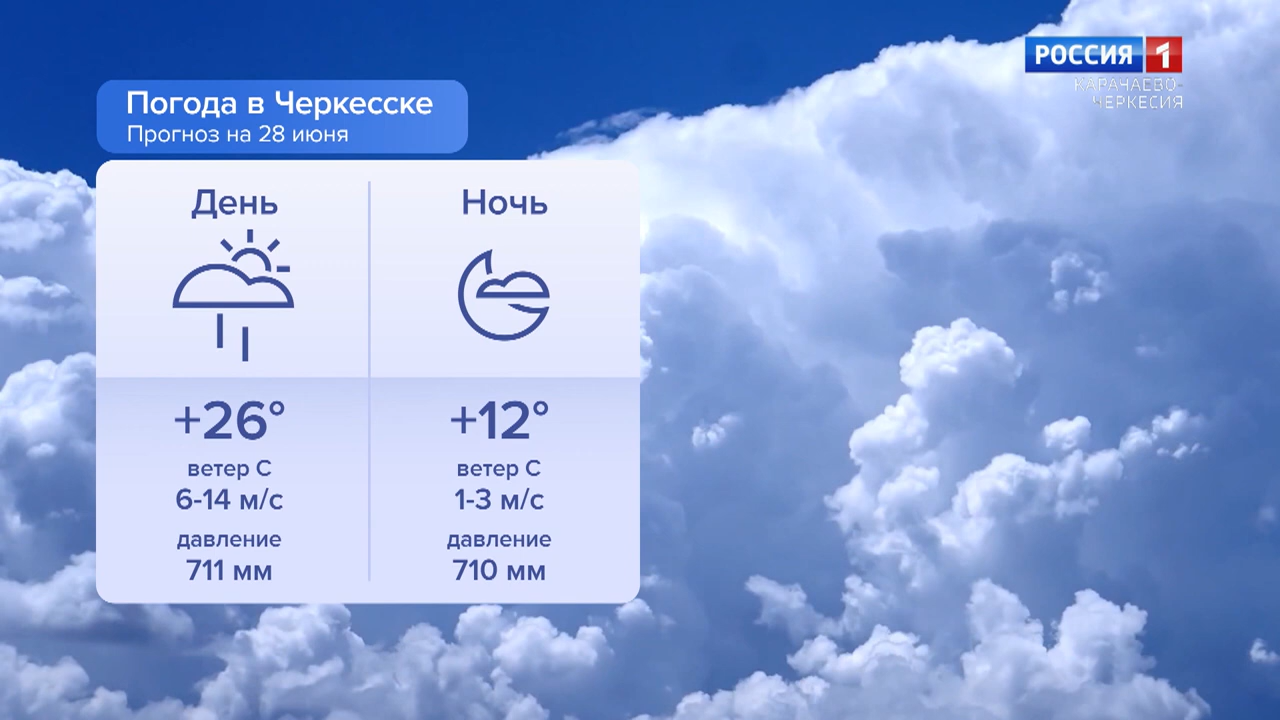 РОССИЯ 1
КАРАЧАЕВО-
ЧЕРКЕСИЯ
Погода в Черкесске
Прогноз на 28 июня
День
Ночь
+26°
+12°
ветер С
ветер С
6-14 м/с
1-3 м/с
давление
давление
711 мм
710 мм